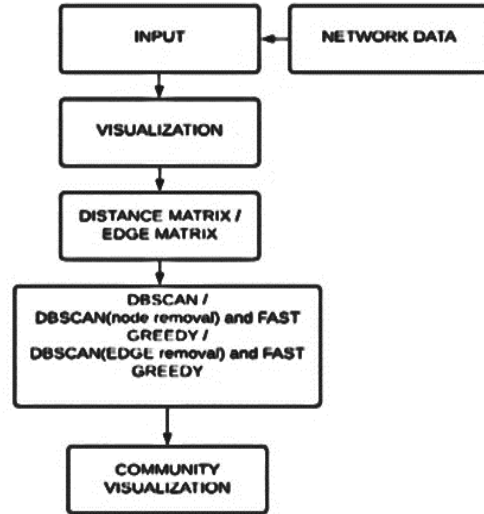 INPUT
NETWORK DATA
VISUALIZATION
DISTANCE MATRIX /
EDGE MATRIX
DBSCAN /
DBSCAN(node removal) and FAST
GREEDY /
DBSCAN(EDGE removal) and FAST
GREEDY
COMMUNITY
VISUALIZATION